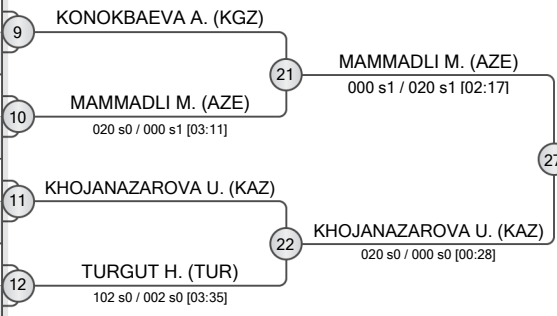 9
KONOKBAEVA A. (KGZ)
21
MAMMADLI M. (AZE)
000 s1 / 020 s1 [02:17]
10
MAMMADLI M. (AZE)
020 s0 / 000 s1 [03:11]
27
11
KHOJANAZAROVA U. (KAZ)
22
KHOJANAZAROVA U. (KAZ)
020 s0 / 000 s0 [00:28]
12
TURGUT H. (TUR)
102 s0 / 002 s0 [03:35]